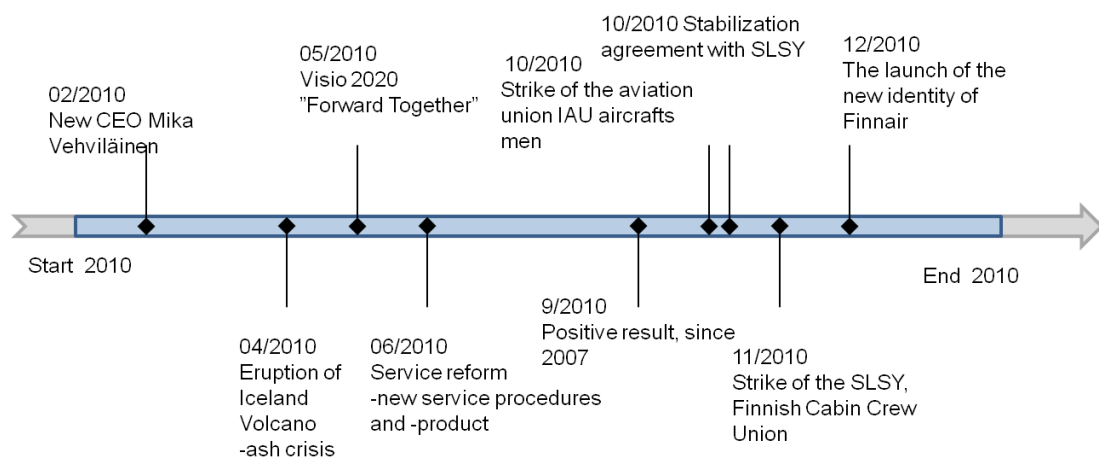 02/2010
New CEO Mika
Vehviläinen
05/2010
Visio 2020
”Forward Together”
10/2010
Strike of the aviation
union IAU aircrafts
men
10/2010 Stabilization
agreement with SLSY
12/2010
The launch of the
new identity of
Finnair
Start 2010
End 2010
04/2010
Eruption of
Iceland
Volcano
-ash crisis
06/2010
Service reform
-new service procedures
and -product
9/2010
Positive result, since
2007
11/2010
Strike of the SLSY,
Finnish Cabin Crew
Union